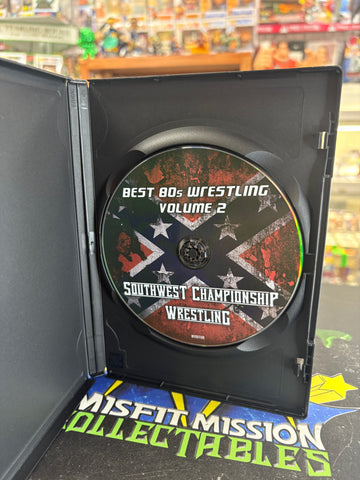 BEST 80s WRESTLING
VOLUME 2
SOUTHWEST CHAMPIONSHIP
WRESTLING
MISFIT MISSION
COLLECTABLES